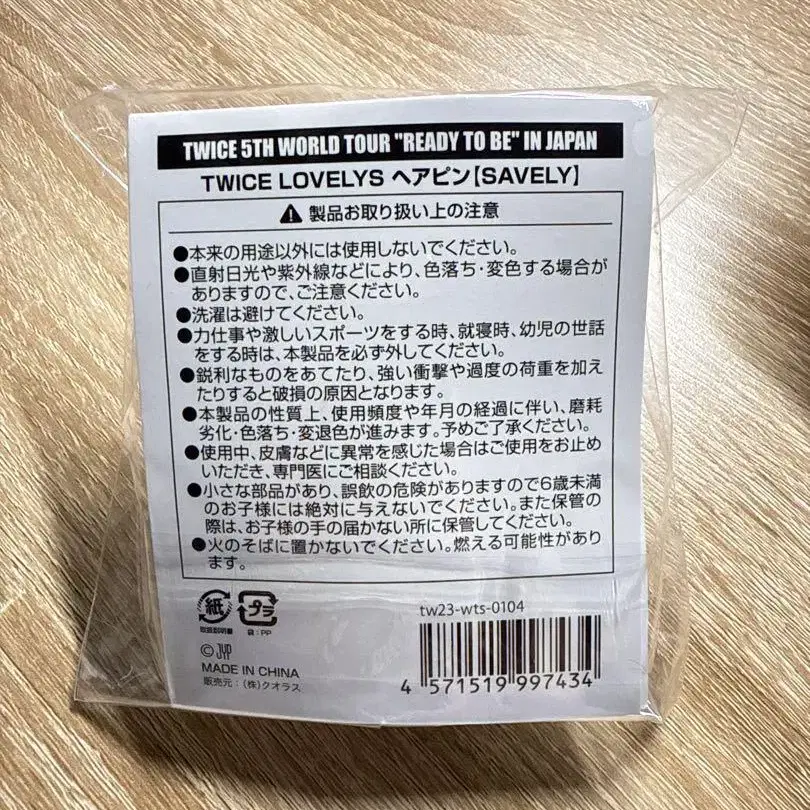 TWICE 5TH WORLD TOUR "READY TO BE" IN JAPAN
TWICE LOVELYS ヘアピン【SAVELY】
⚠ 製品お取り扱い上の注意
●本来の用途以外には使用しないでください。
●直射日光や紫外線などにより、色落ち・変色する場合が
ありますので、ご注意ください。
●洗濯は避けてください。
●力仕事や激しいスポーツをする時、就寝時、幼児の世話
をする時は、本製品を必ず外してください。
●鋭利なものをあてたり、強い衝撃や過度の荷重を加え
たりすると破損の原因となります。
●本製品の性質上、使用頻度や年月の経過に伴い、磨耗
劣化・色落ち・変退色が進みます。予めご了承ください。
●使用中、皮膚などに異常を感じた場合はご使用をお止め
いただき、専門医にご相談ください。
●小さな部品があり、誤飲の危険がありますので6歳未満
のお子様には絶対に与えないでください。また保管の
際は、お子様の手の届かない所に保管してください。
●火のそばに置かないでください。燃える可能性があり
ます。
紙 プラ
取扱説明書 袋:PP
tw23-wts-0104
© JYP
MADE IN CHINA
販売元:(株)クオラス
4 571519 997434